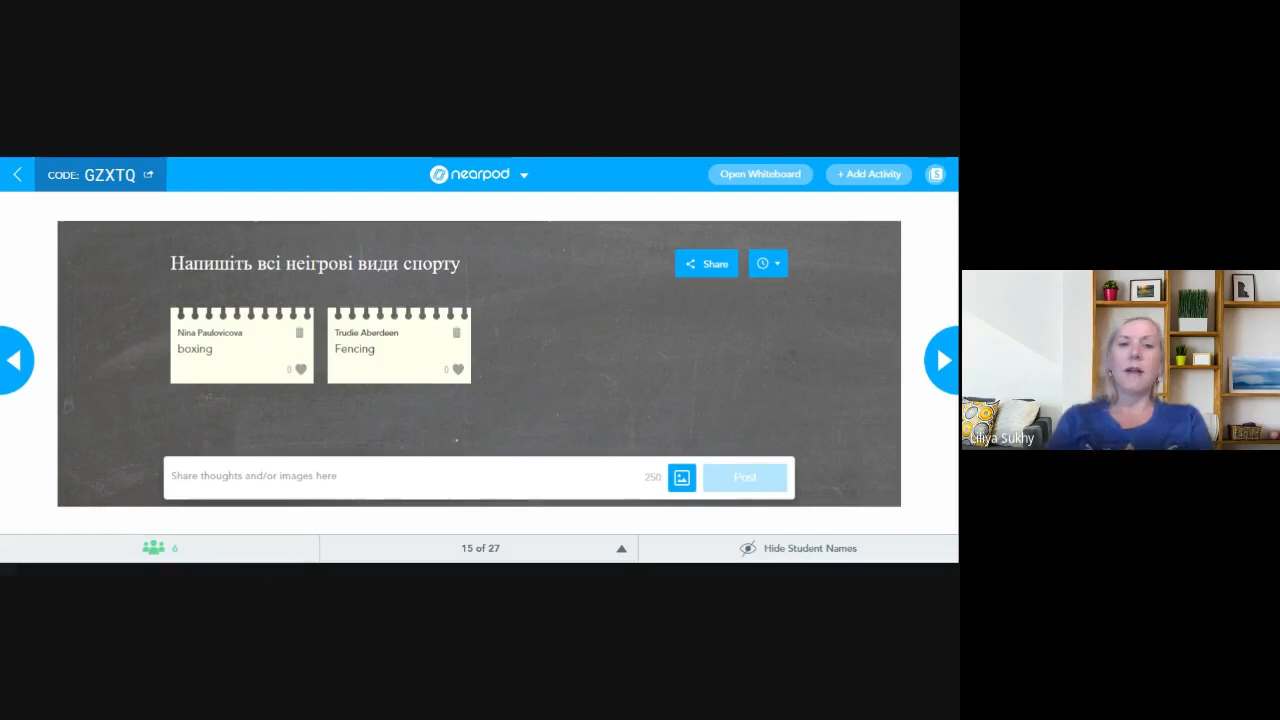 CODE: GZXTQ
nearpod
Open Whiteboard
+ Add Activity
S
Напишіть всі неігрові види спорту
Share
Nina Paulovicova
boxing
0
Trudie Aberdeen
Fencing
0
Share thoughts and/or images here
250
Post
6
15 of 27
Hide Student Names
Liliya Sukhy